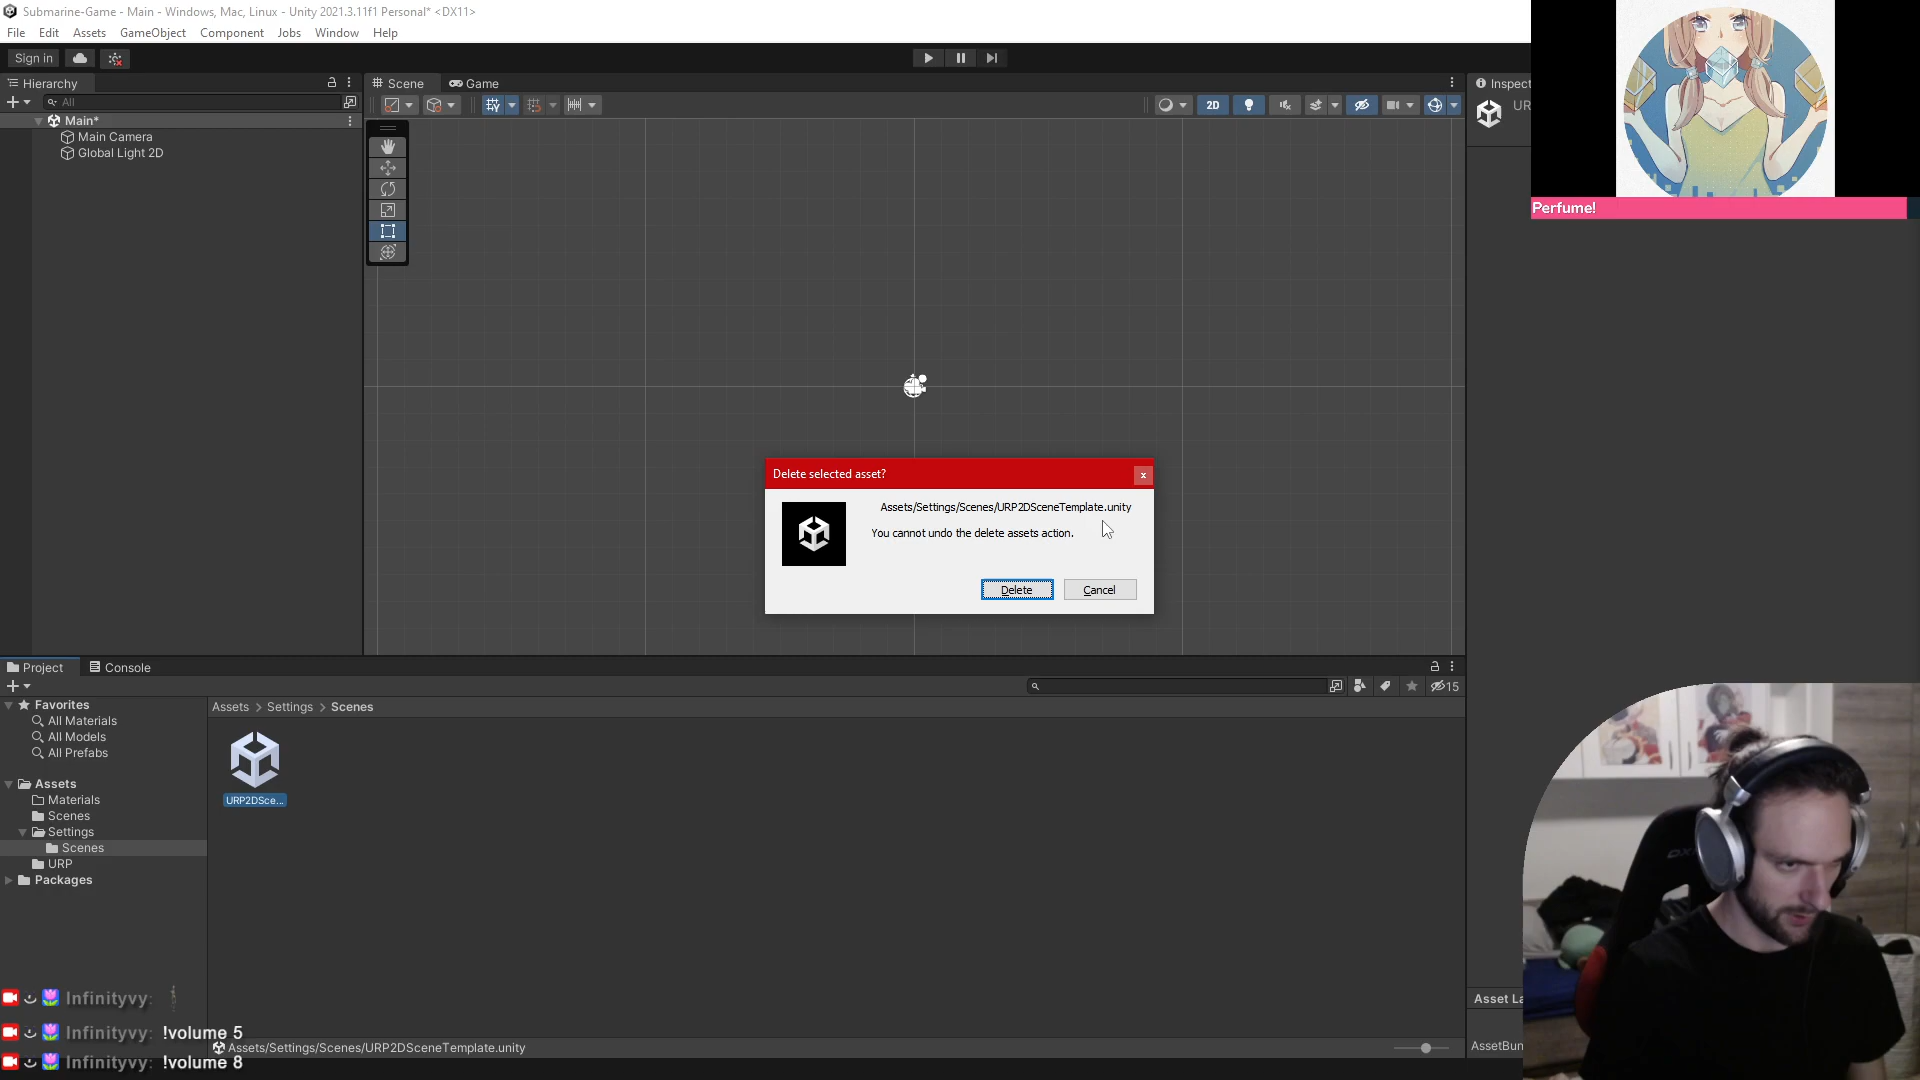 Submarine-Game - Main - Windows, Mac, Linux - Unity 2021.3.11f1 Personal* <DX11>
File Edit Assets GameObject Component Jobs Window Help
Sign in
Hierarchy
All
Main*
Main Camera
Global Light 2D
Scene
Game
2D
Inspect
UR
Perfume!
Delete selected asset?
x
Assets/Settings/Scenes/URP2DSceneTemplate.unity
You cannot undo the delete assets action.
Delete
Cancel
Project
Console
15
Favorites
All Materials
All Models
All Prefabs
Assets
Materials
Scenes
Settings
Scenes
URP
Packages
Assets > Settings > Scenes
URP2DSce...
Infinityvy:
Infinityvy: !volume 5
Infinityvy: !volume 8
Assets/Settings/Scenes/URP2DSceneTemplate.unity
Asset La
AssetBun